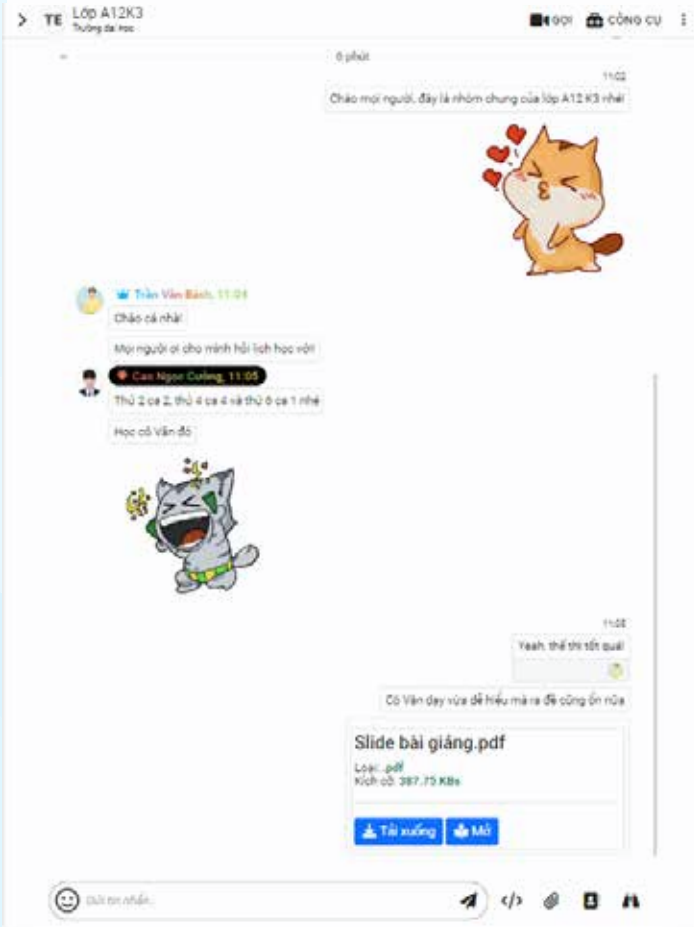 TE Lớp A12K3 GỌI CÔNG CỤ
Trường đại học
6 phút
11:02
Chào mọi người, đây là nhóm chung của lớp A12 K3 nhé!
Trần Văn Bách, 11:04
Chào cả nhà!
Mọi người ơi cho mình hỏi lịch học với!
Cao Ngọc Cường, 11:05
Thứ 2 ca 2, thứ 4 ca 4 và thứ 6 ca 1 nhé
Học cô Vân đó
Yeah, thế thì tốt quá!
Cô Vân dạy vừa dễ hiểu mà ra đề cũng ổn nữa
Slide bài giảng.pdf
Loại: .pdf
Kích cỡ: 387.75 KBs
Tải xuống Mở
Gửi tin nhắn.